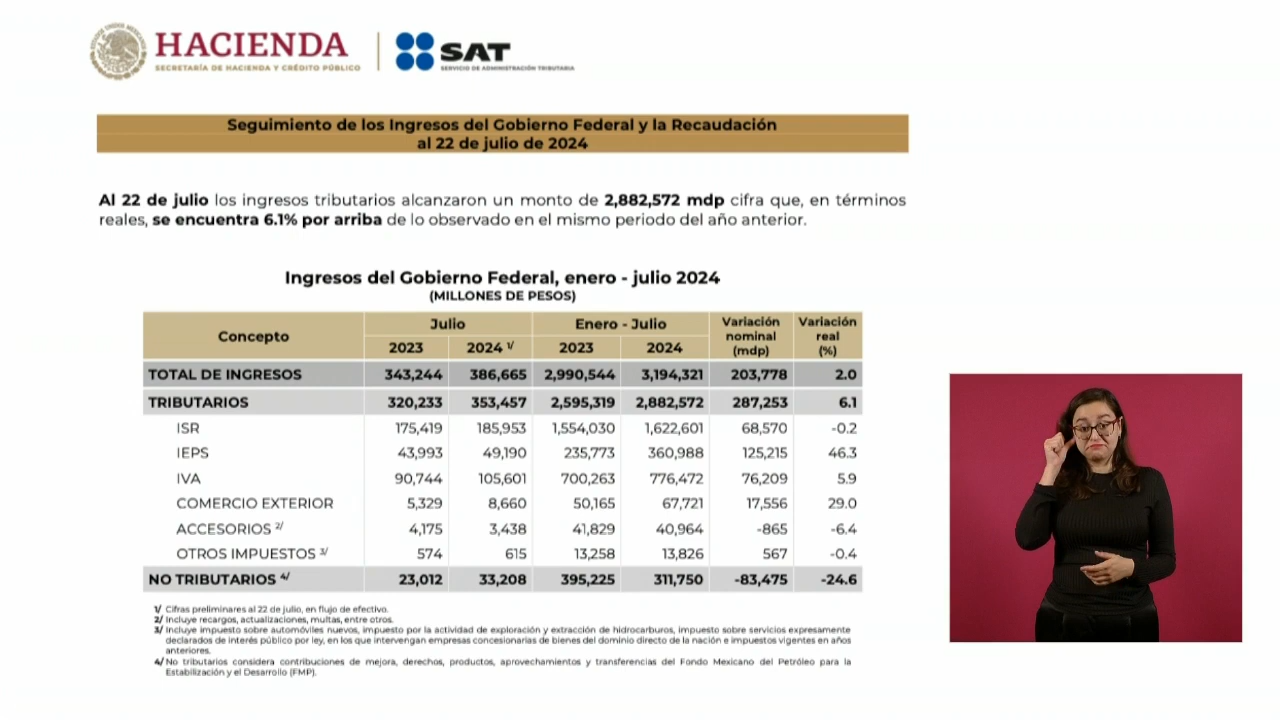 HACIENDA
SECRETARÍA DE HACIENDA Y CRÉDITO PÚBLICO
SAT
SERVICIO DE ADMINISTRACIÓN TRIBUTARIA
Seguimiento de los Ingresos del Gobierno Federal y la Recaudación
al 22 de julio de 2024
Al 22 de julio los ingresos tributarios alcanzaron un monto de 2,882,572 mdp cifra que, en términos
reales, se encuentra 6.1% por arriba de lo observado en el mismo periodo del año anterior.
Ingresos del Gobierno Federal, enero - julio 2024
(MILLONES DE PESOS)
Concepto Julio Enero - Julio Variación nominal (mdp) Variación real (%)
2023 2024 1/ 2023 2024
TOTAL DE INGRESOS 343,244 386,665 2,990,544 3,194,321 203,778 2.0
TRIBUTARIOS 320,233 353,457 2,595,319 2,882,572 287,253 6.1
ISR 175,419 185,953 1,554,030 1,622,601 68,570 -0.2
IEPS 43,993 49,190 235,773 360,988 125,215 46.3
IVA 90,744 105,601 700,263 776,472 76,209 5.9
COMERCIO EXTERIOR 5,329 8,660 50,165 67,721 17,556 29.0
ACCESORIOS 2/ 4,175 3,438 41,829 40,964 -865 -6.4
OTROS IMPUESTOS 3/ 574 615 13,258 13,826 567 -0.4
NO TRIBUTARIOS 4/ 23,012 33,208 395,225 311,750 -83,475 -24.6
1/ Cifras preliminares al 22 de julio, en flujo de efectivo.
2/ Incluye recargos, actualizaciones, multas, entre otros.
3/ Incluye impuesto sobre automóviles nuevos, impuesto por la actividad de exploración y extracción de hidrocarburos, impuesto sobre servicios expresamente
declarados de interés público por ley, en los que intervengan empresas concesionarias de bienes del dominio directo de la nación e impuestos vigentes en años
anteriores.
4/ No tributarios considera contribuciones de mejora, derechos, productos, aprovechamientos y transferencias del Fondo Mexicano del Petróleo para la
Estabilización y el Desarrollo (FMP).